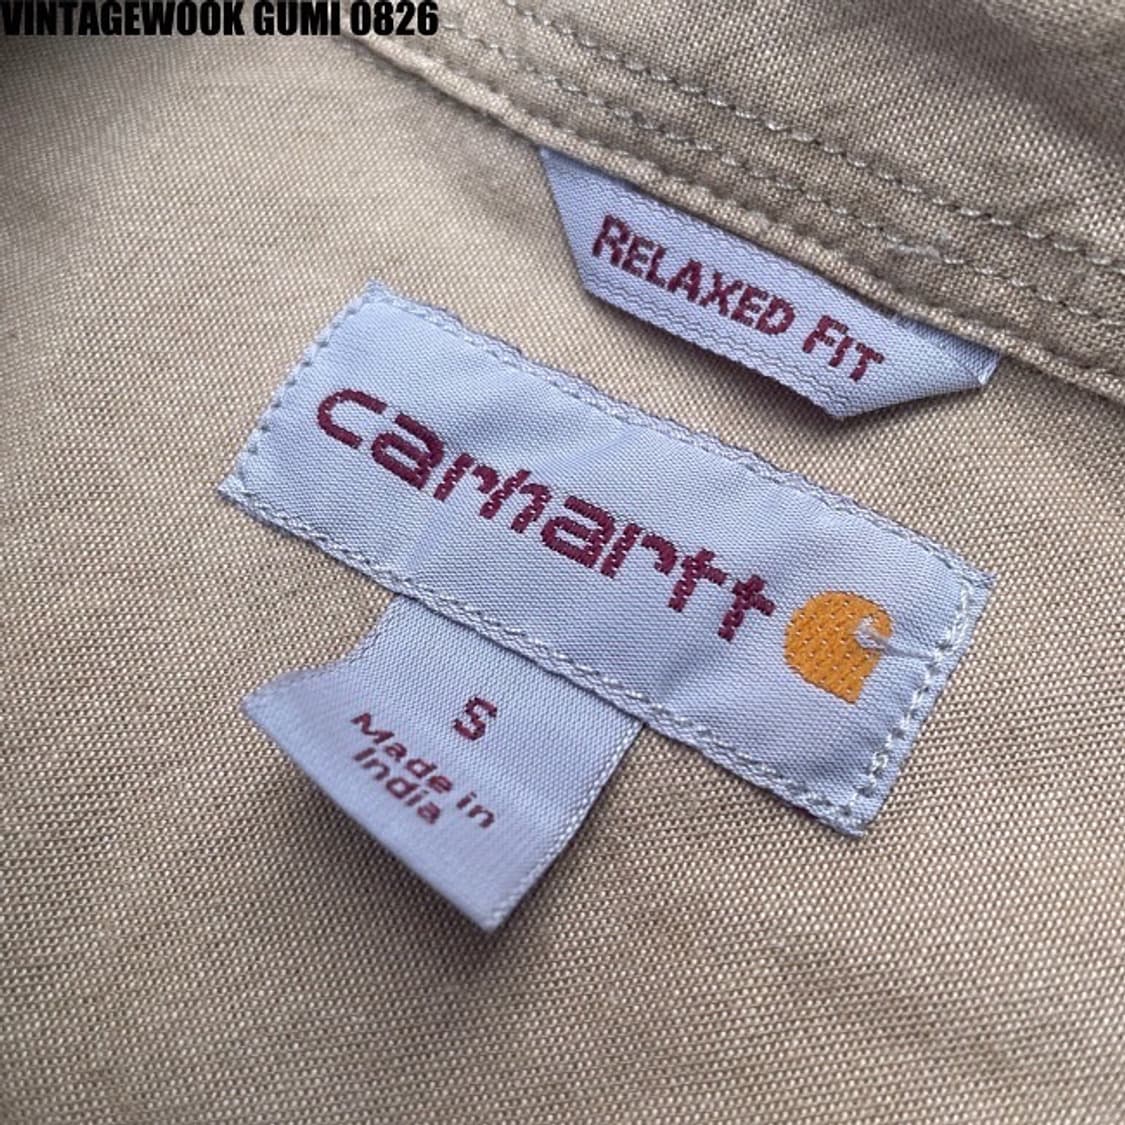 VINTAGEWOOK GUMI 0826
RELAXED FIT
carhartt
S
Made in
India